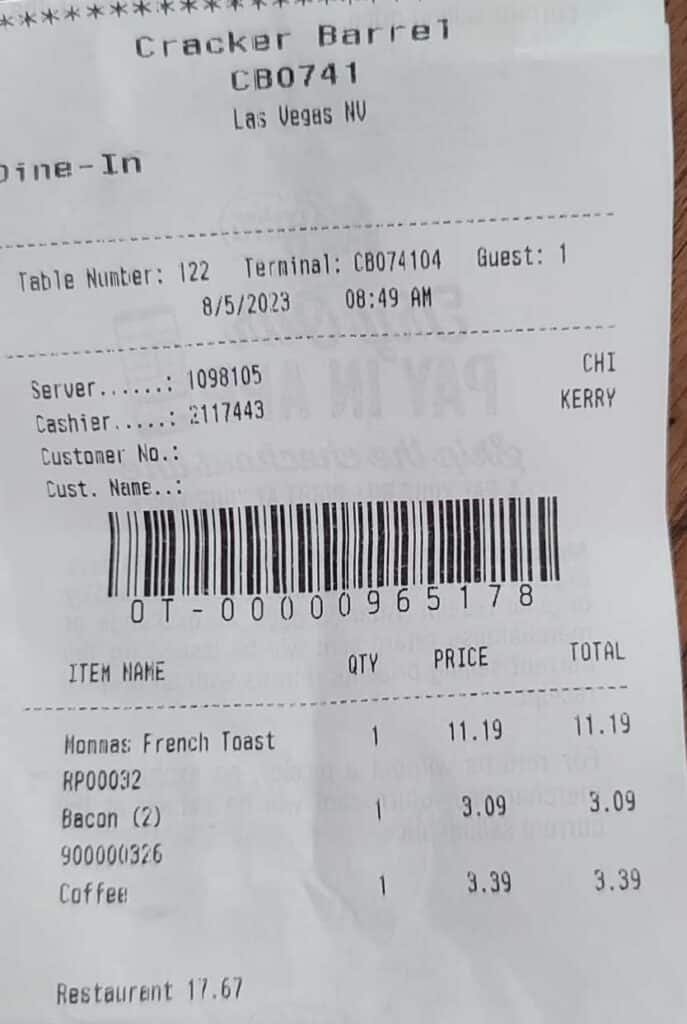 ********************
Cracker Barrel
CB0741
Las Vegas NV
Dine-In
Table Number: 122 Terminal: CB074104 Guest: 1
8/5/2023 08:49 AM
Server......: 1098105 CHI
Cashier.....: 2117443 KERRY
Customer No.:
Cust. Name..:
OT-00000965178
ITEM NAME QTY PRICE TOTAL
Mommas French Toast 1 11.19 11.19
RP00032
Bacon (2) 1 3.09 3.09
900000326
Coffee 1 3.39 3.39
Restaurant 17.67